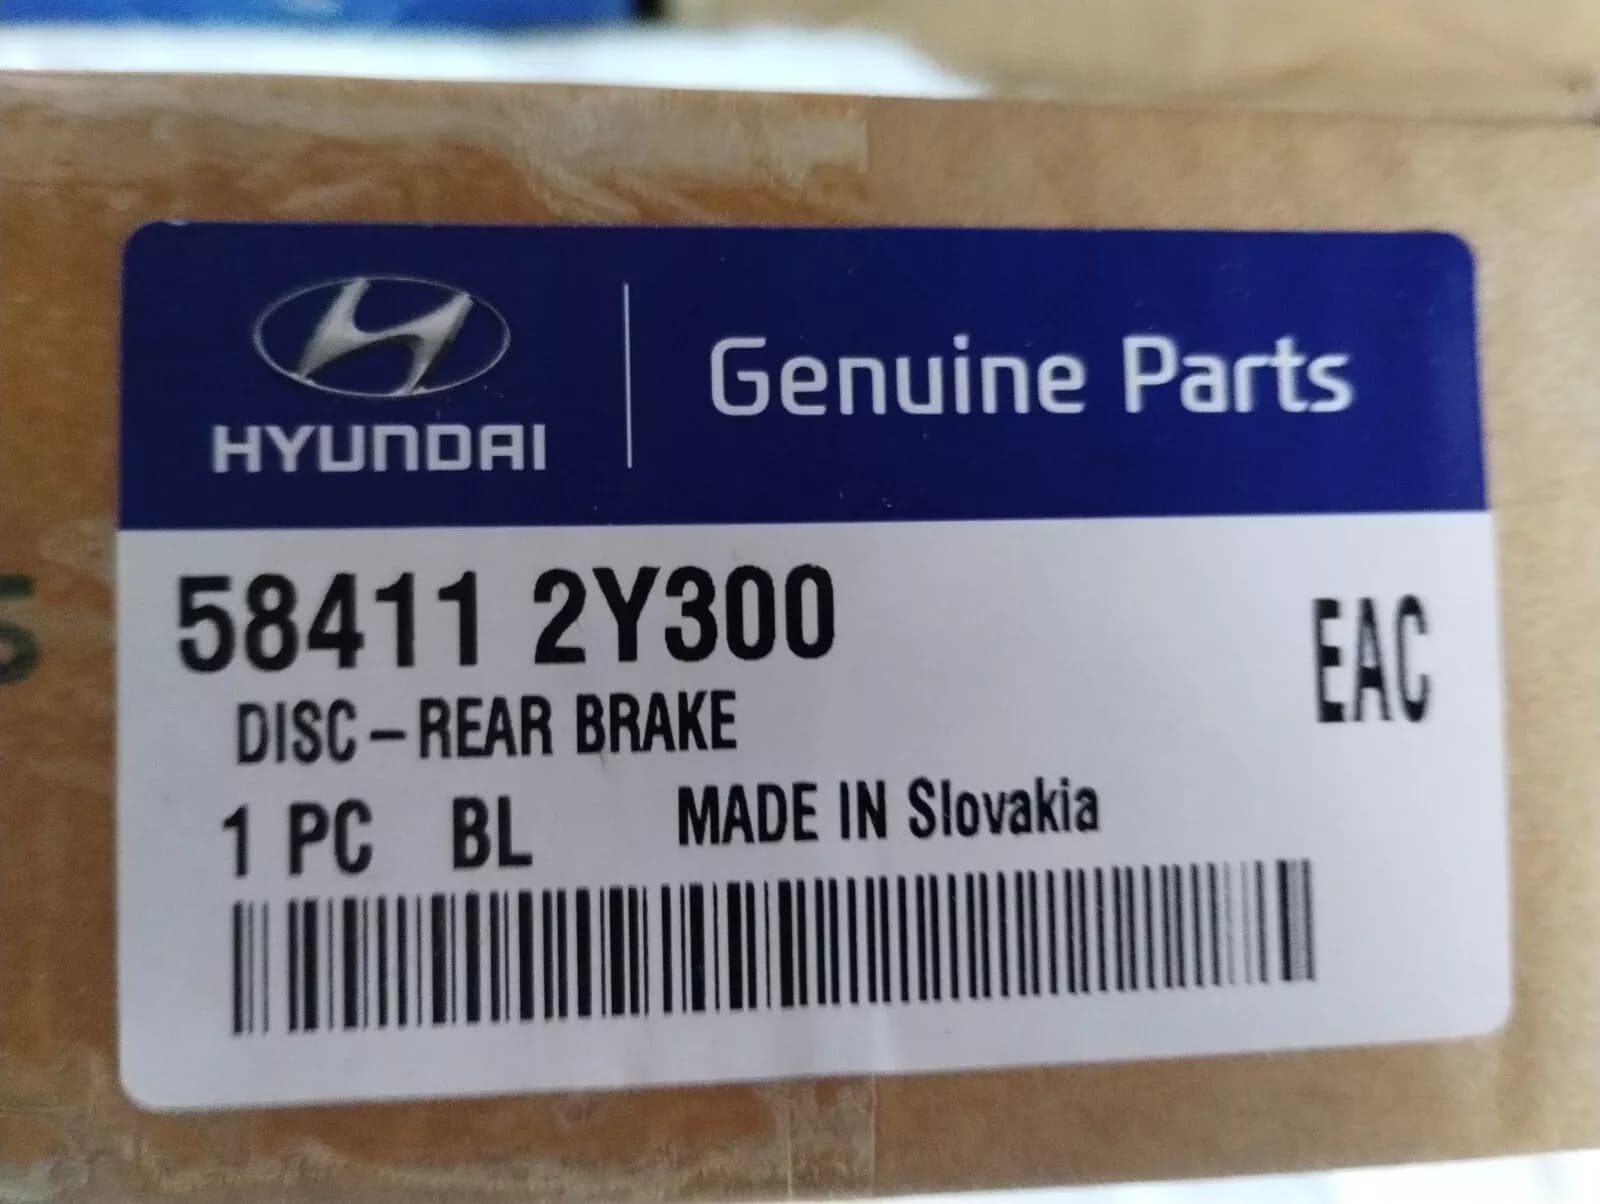 HYUNDAI
Genuine Parts
58411 2Y300
EAC
DISC-REAR BRAKE
1 PC BL MADE IN Slovakia